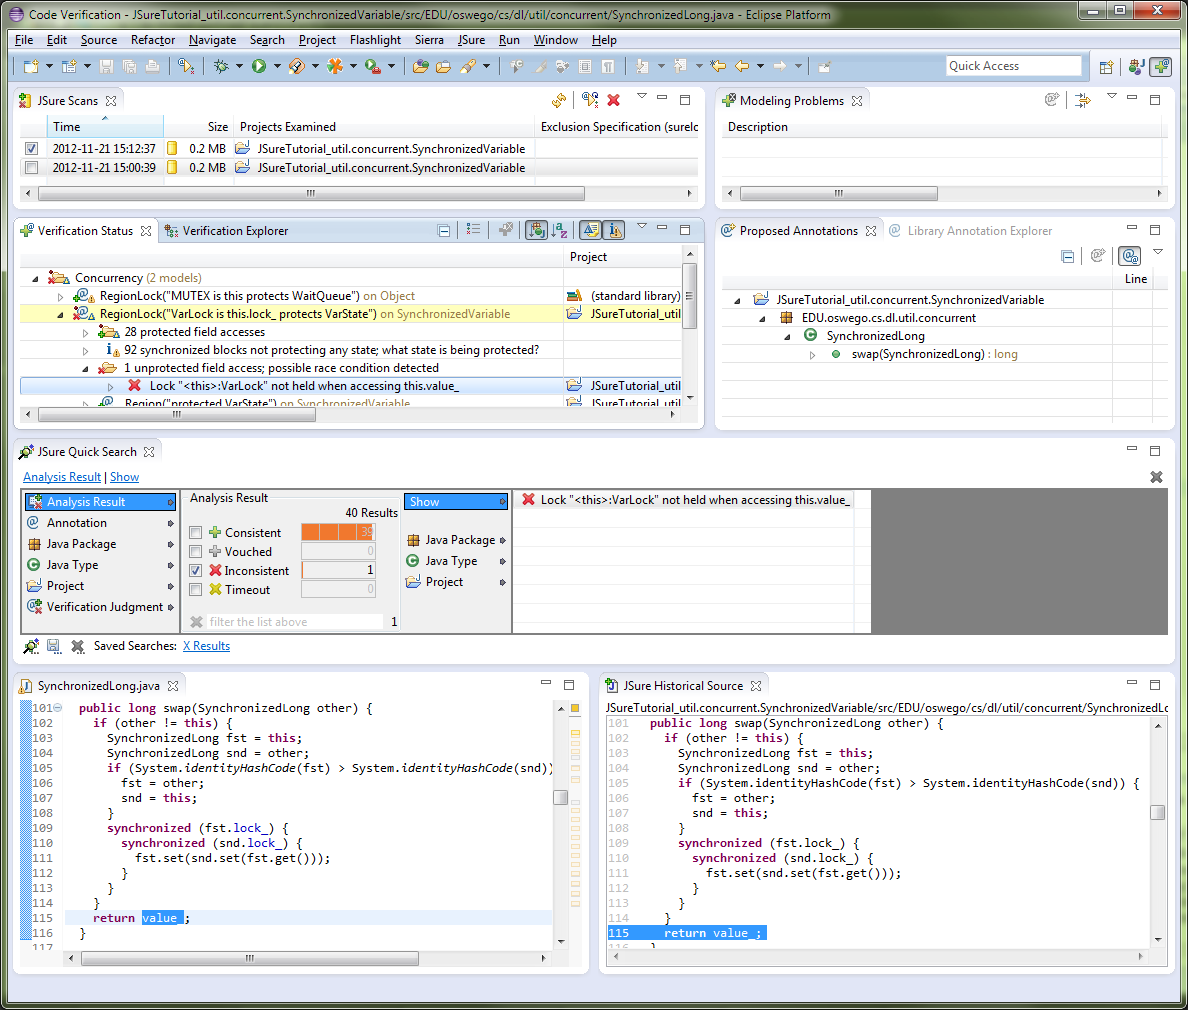 Code Verification - JSureTutorial_util.concurrent.SynchronizedVariable/src/EDU/oswego/cs/dl/util/concurrent/SynchronizedLong.java - Eclipse Platform
File Edit Source Refactor Navigate Search Project Flashlight Sierra JSure Run Window Help
Quick Access
JSure Scans
Time Size Projects Examined Exclusion Specification (surelo
2012-11-21 15:12:37 0.2 MB JSureTutorial_util.concurrent.SynchronizedVariable
2012-11-21 15:00:39 0.2 MB JSureTutorial_util.concurrent.SynchronizedVariable
Modeling Problems
Description
Verification Status Verification Explorer
Project
Concurrency (2 models)
RegionLock("MUTEX is this protects WaitQueue") on Object (standard library)
RegionLock("VarLock is this.lock_ protects VarState") on SynchronizedVariable JSureTutorial_util
28 protected field accesses
92 synchronized blocks not protecting any state; what state is being protected?
1 unprotected field access; possible race condition detected
Lock "<this>:VarLock" not held when accessing this.value_ JSureTutorial_util
Region("protected VarState") on SynchronizedVariable JSureTutorial_util
Proposed Annotations Library Annotation Explorer
Line
JSureTutorial_util.concurrent.SynchronizedVariable
EDU.oswego.cs.dl.util.concurrent
SynchronizedLong
swap(SynchronizedLong) : long
JSure Quick Search
Analysis Result | Show
Analysis Result
Annotation
Java Package
Java Type
Project
Verification Judgment
Analysis Result
40 Results
Consistent 39
Vouched 0
Inconsistent 1
Timeout 0
filter the list above 1
Show
Java Package
Java Type
Project
Lock "<this>:VarLock" not held when accessing this.value_
Saved Searches: X Results
SynchronizedLong.java
101 public long swap(SynchronizedLong other) {
102 if (other != this) {
103 SynchronizedLong fst = this;
104 SynchronizedLong snd = other;
105 if (System.identityHashCode(fst) > System.identityHashCode(snd))
106 fst = other;
107 snd = this;
108 }
109 synchronized (fst.lock_) {
110 synchronized (snd.lock_) {
111 fst.set(snd.set(fst.get()));
112 }
113 }
114 }
115 return value_;
116 }
117
JSure Historical Source
JSureTutorial_util.concurrent.SynchronizedVariable/src/EDU/oswego/cs/dl/util/concurrent/SynchronizedLo
101 public long swap(SynchronizedLong other) {
102 if (other != this) {
103 SynchronizedLong fst = this;
104 SynchronizedLong snd = other;
105 if (System.identityHashCode(fst) > System.identityHashCode(snd)) {
106 fst = other;
107 snd = this;
108 }
109 synchronized (fst.lock_) {
110 synchronized (snd.lock_) {
111 fst.set(snd.set(fst.get()));
112 }
113 }
114 }
115 return value_;
116 }